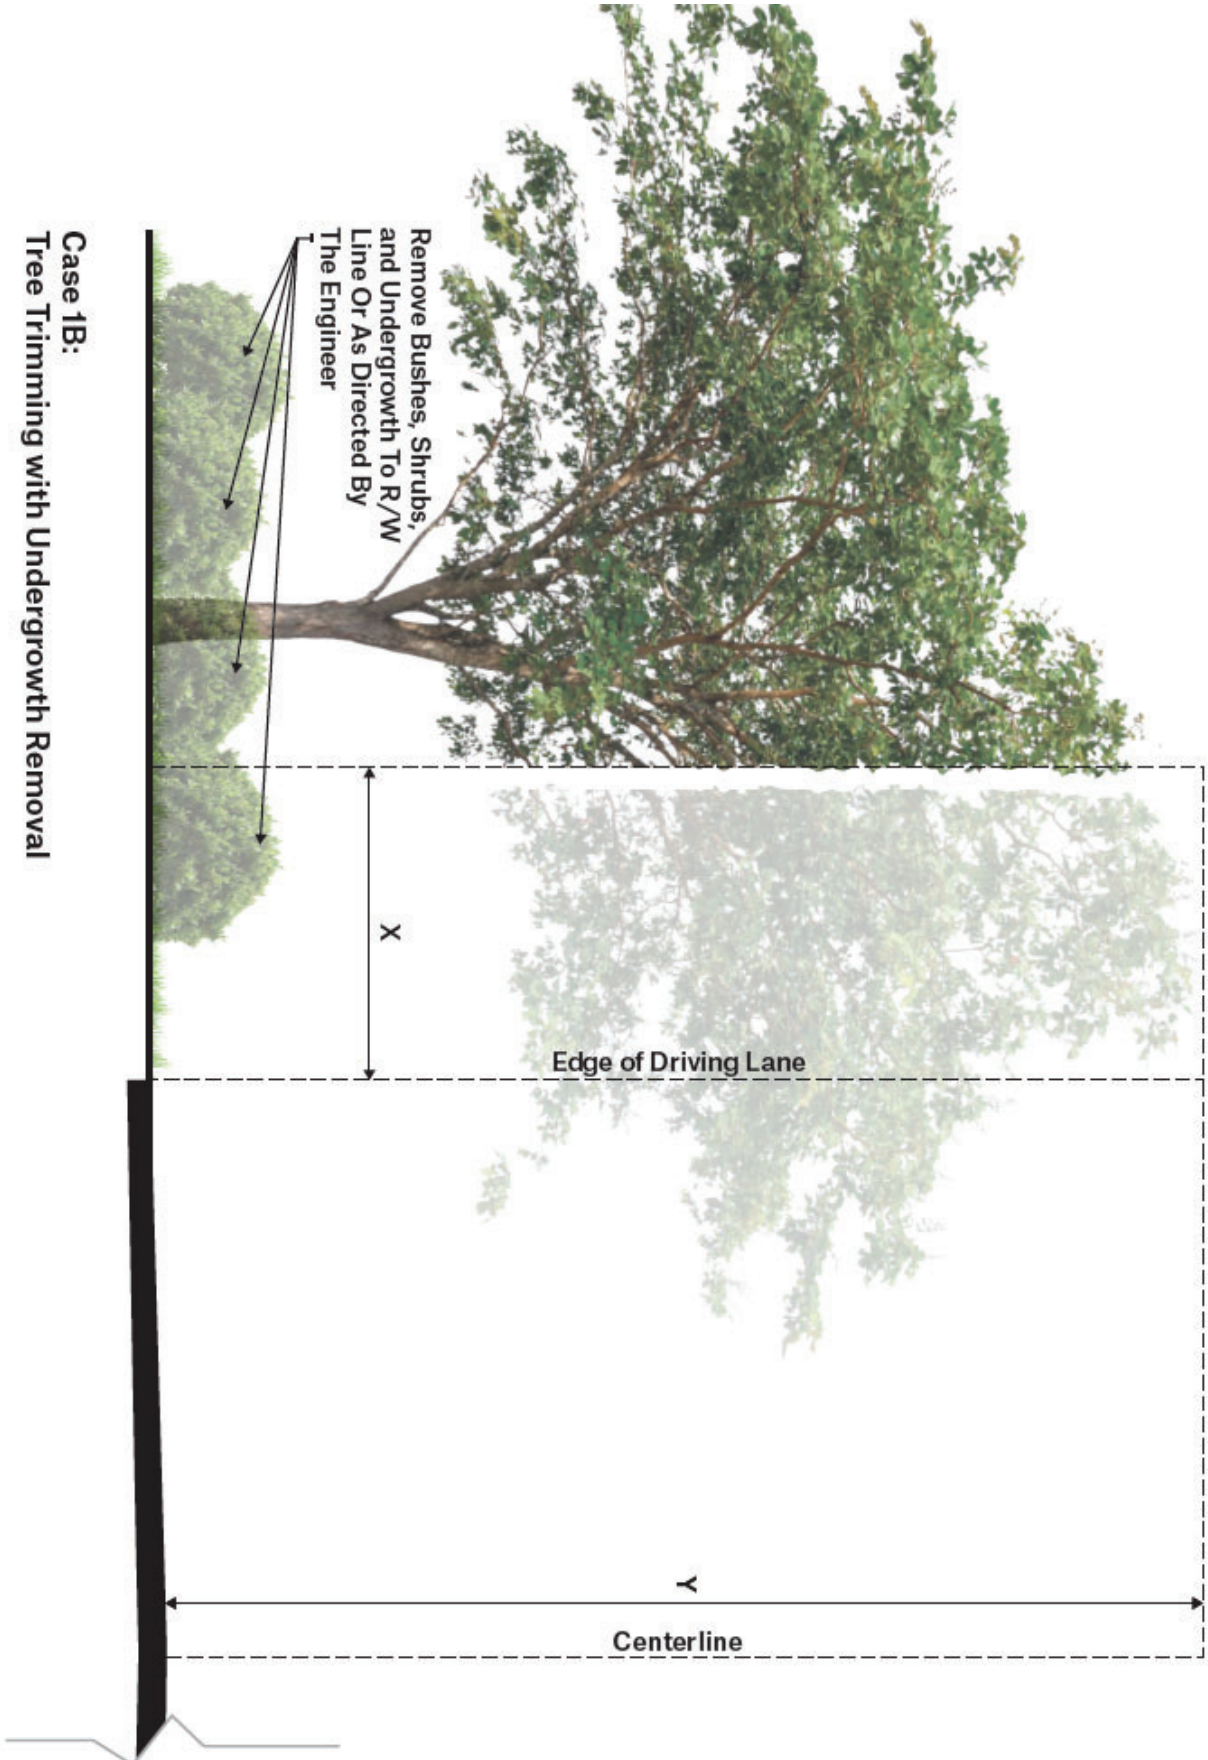 Remove Bushes, Shrubs,
and Undergrowth To R/W
Line Or As Directed By
The Engineer
X
Edge of Driving Lane
Y
Centerline
Case 1B:
Tree Trimming with Undergrowth Removal